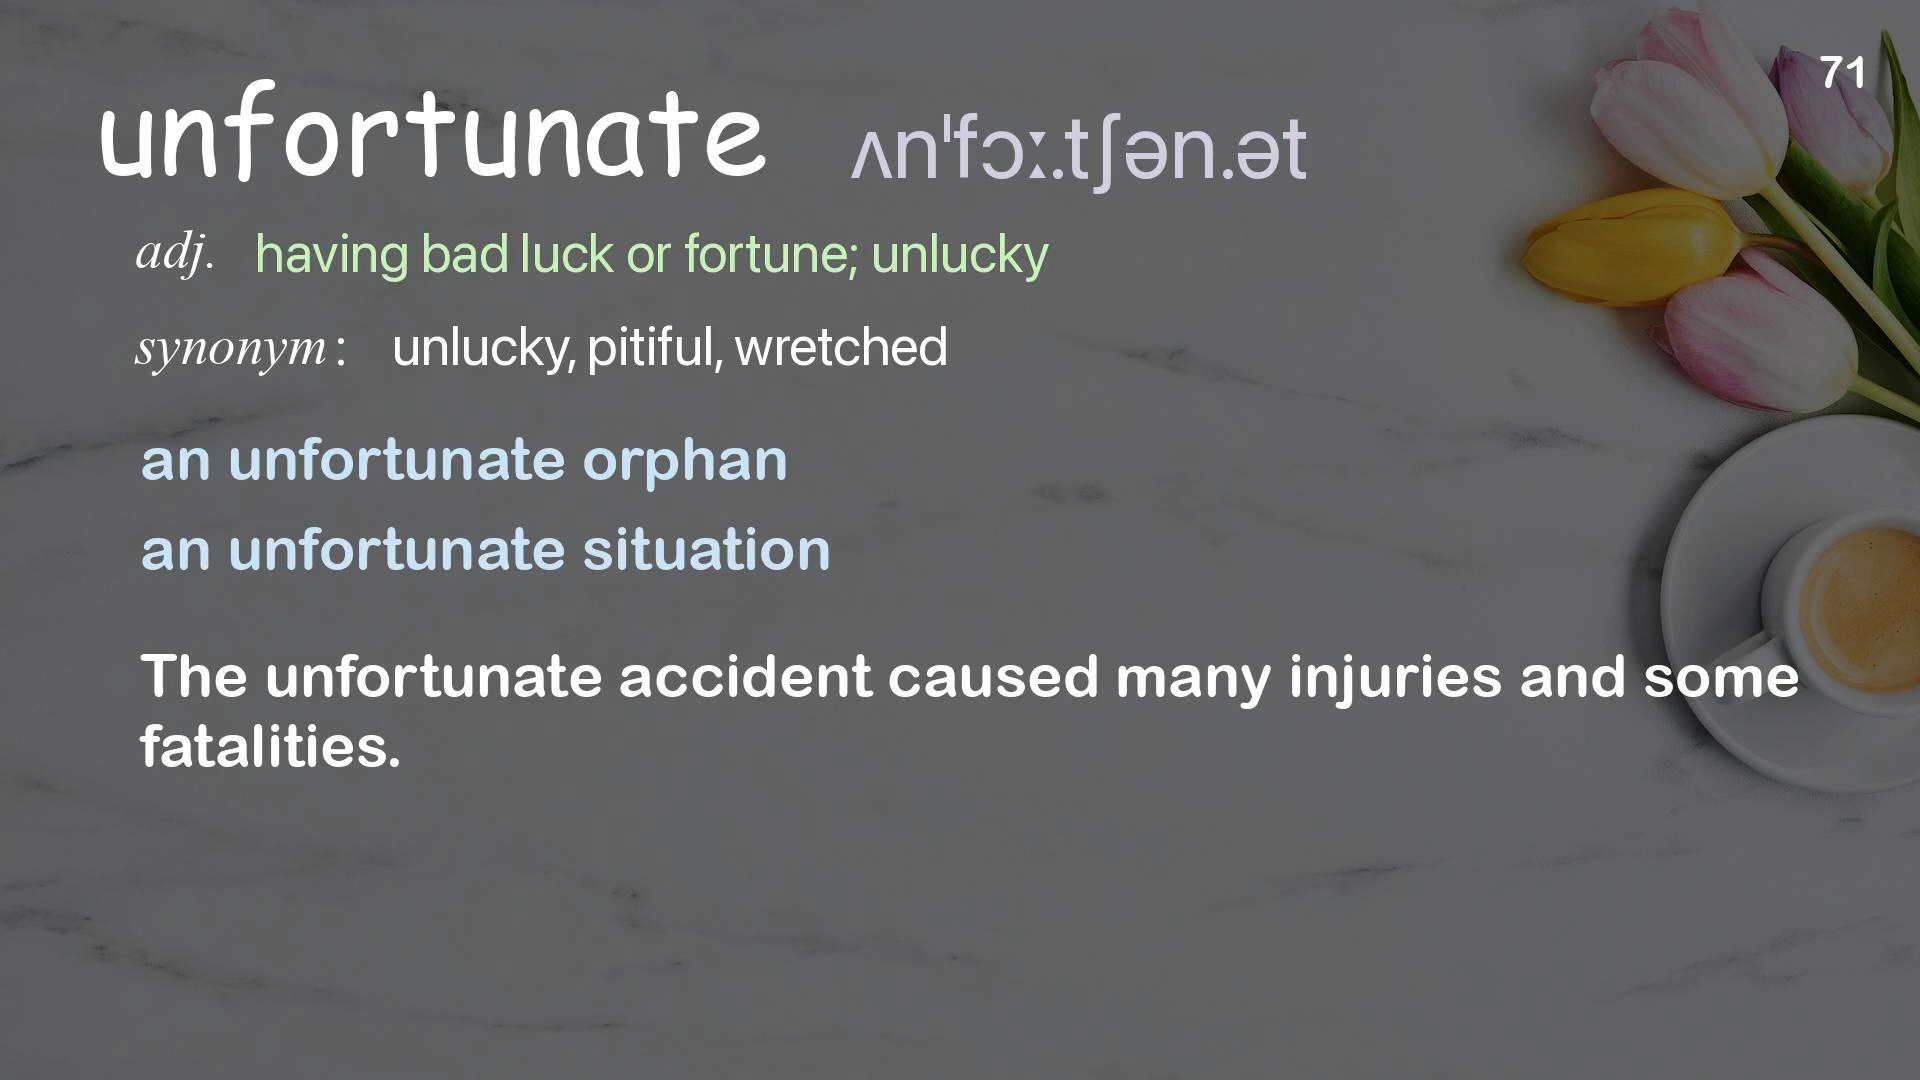 71
unfortunate ʌnˈfɔː.tʃən.ət
adj. having bad luck or fortune; unlucky
synonym : unlucky, pitiful, wretched
an unfortunate orphan
an unfortunate situation
The unfortunate accident caused many injuries and some
fatalities.